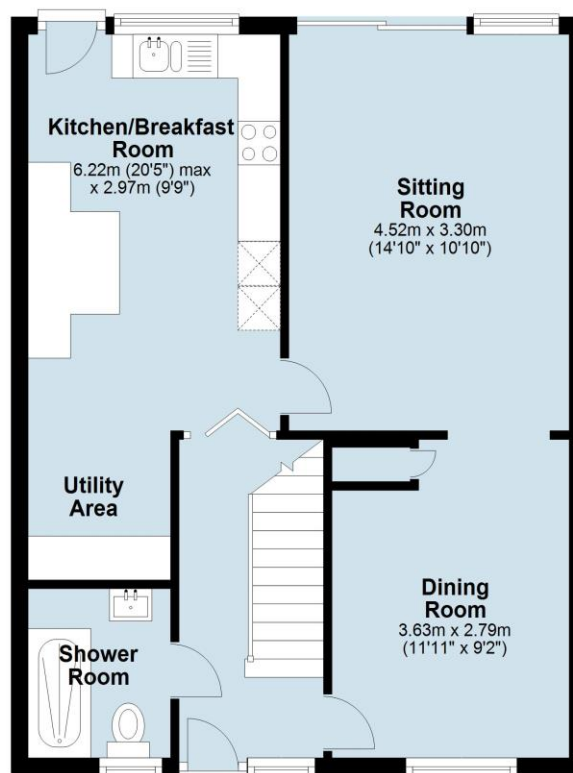 Kitchen/Breakfast
Room
6.22m (20'5") max
x 2.97m (9'9")
Sitting
Room
4.52m x 3.30m
(14'10" x 10'10")
Utility
Area
Dining
Room
3.63m x 2.79m
(11'11" x 9'2")
Shower
Room